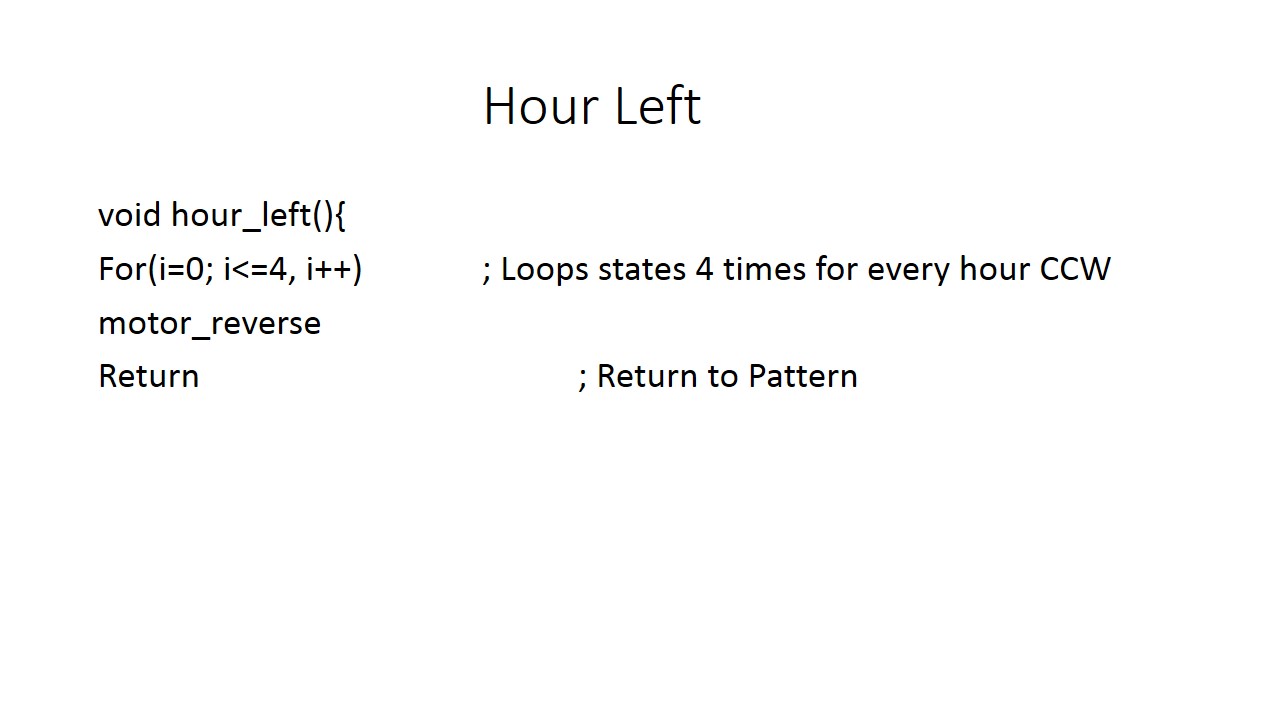 Hour Left
void hour_left(){
For(i=0; i<=4, i++) ; Loops states 4 times for every hour CCW
motor_reverse
Return ; Return to Pattern